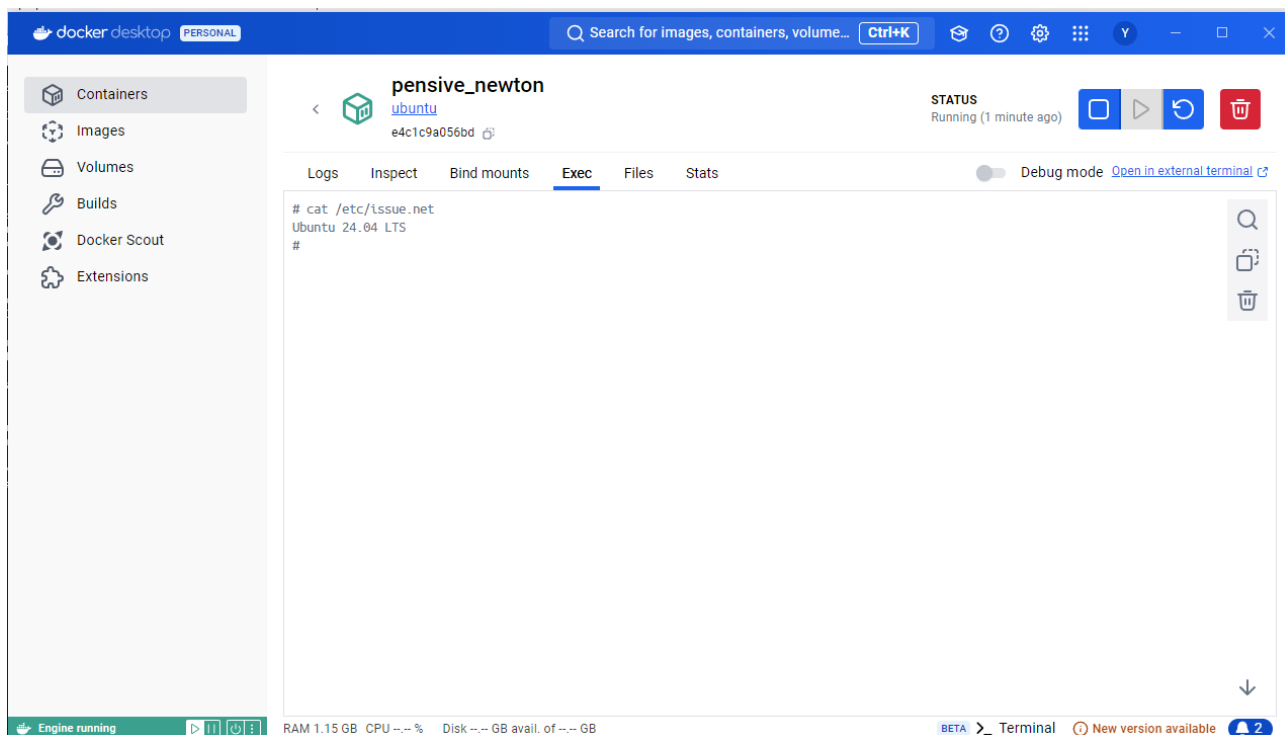 docker desktop PERSONAL
Search for images, containers, volume... Ctrl+K
Y
Containers
Images
Volumes
Builds
Docker Scout
Extensions
pensive_newton
ubuntu
e4c1c9a056bd
STATUS
Running (1 minute ago)
Logs Inspect Bind mounts Exec Files Stats
Debug mode Open in external terminal
# cat /etc/issue.net
Ubuntu 24.04 LTS
#
Engine running
RAM 1.15 GB CPU --.-- % Disk --.-- GB avail. of --.-- GB
BETA >_ Terminal
New version available
2